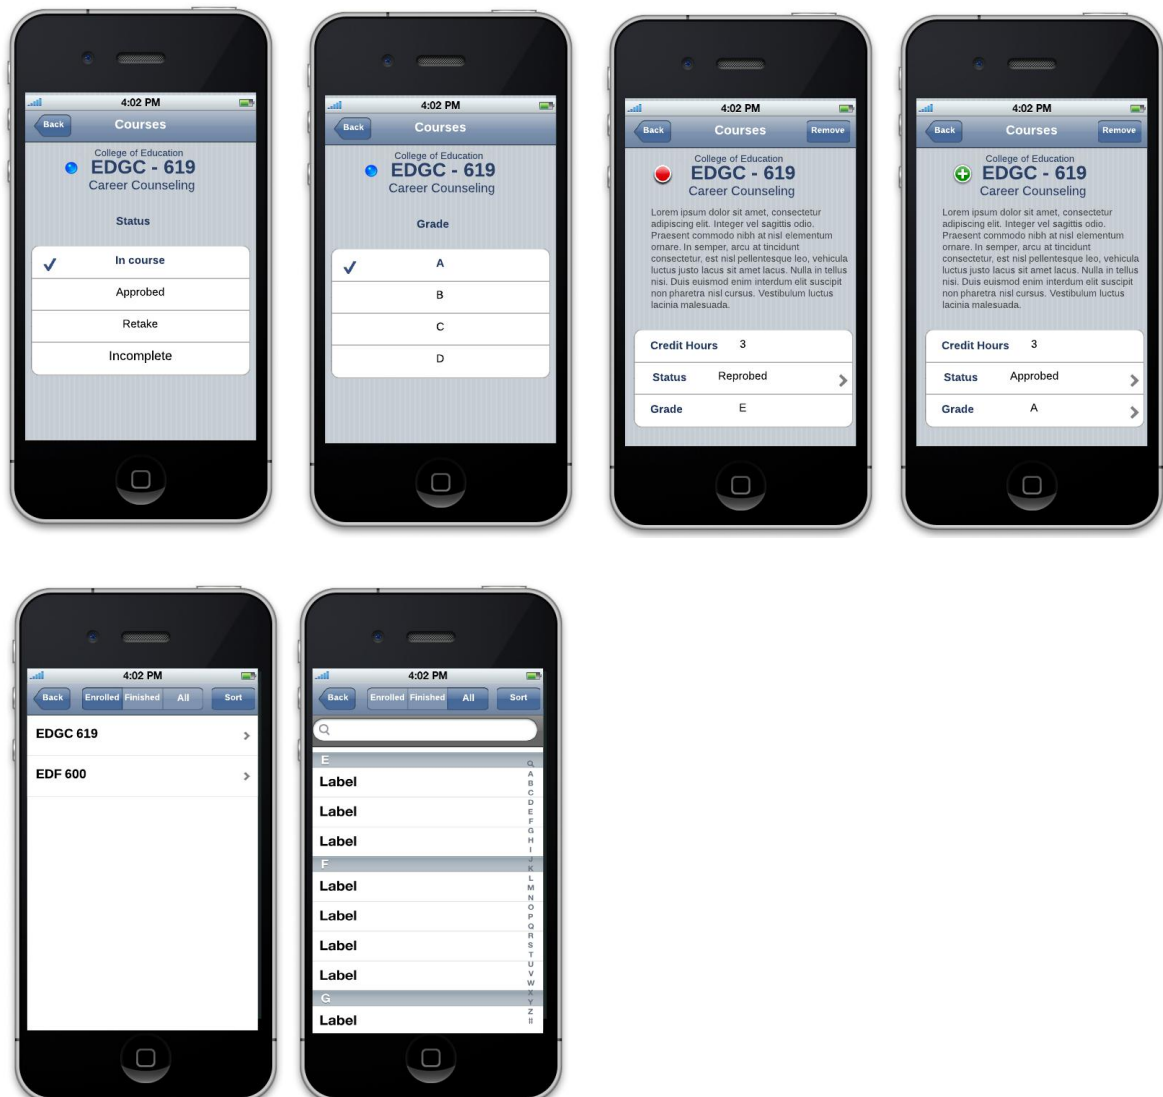 4:02 PM
Back
Courses
College of Education
EDGC - 619
Career Counseling
Status
In course
Approbed
Retake
Incomplete
4:02 PM
Back
Courses
College of Education
EDGC - 619
Career Counseling
Grade
A
B
C
D
4:02 PM
Back
Courses
Remove
College of Education
EDGC - 619
Career Counseling
Lorem ipsum dolor sit amet, consectetur
adipiscing elit. Integer vel sagittis odio.
Praesent commodo nibh at nisl elementum
ornare. In semper, arcu at tincidunt
consectetur, est nisl pellentesque leo, vehicula
luctus justo lacus sit amet lacus. Nulla in tellus
nisi. Duis euismod enim interdum elit suscipit
non pharetra nisl cursus. Vestibulum luctus
lacinia malesuada.
Credit Hours 3
Status Reprobed
Grade E
4:02 PM
Back
Courses
Remove
College of Education
EDGC - 619
Career Counseling
Lorem ipsum dolor sit amet, consectetur
adipiscing elit. Integer vel sagittis odio.
Praesent commodo nibh at nisl elementum
ornare. In semper, arcu at tincidunt
consectetur, est nisl pellentesque leo, vehicula
luctus justo lacus sit amet lacus. Nulla in tellus
nisi. Duis euismod enim interdum elit suscipit
non pharetra nisl cursus. Vestibulum luctus
lacinia malesuada.
Credit Hours 3
Status Approbed
Grade A
4:02 PM
Back Enrolled Finished All Sort
EDGC 619
EDF 600
4:02 PM
Back Enrolled Finished All Sort
E
Label
Label
Label
F
Label
Label
Label
Label
G
Label
A
B
C
D
E
F
G
H
I
J
K
L
M
N
O
P
Q
R
S
T
U
V
W
X
Y
Z